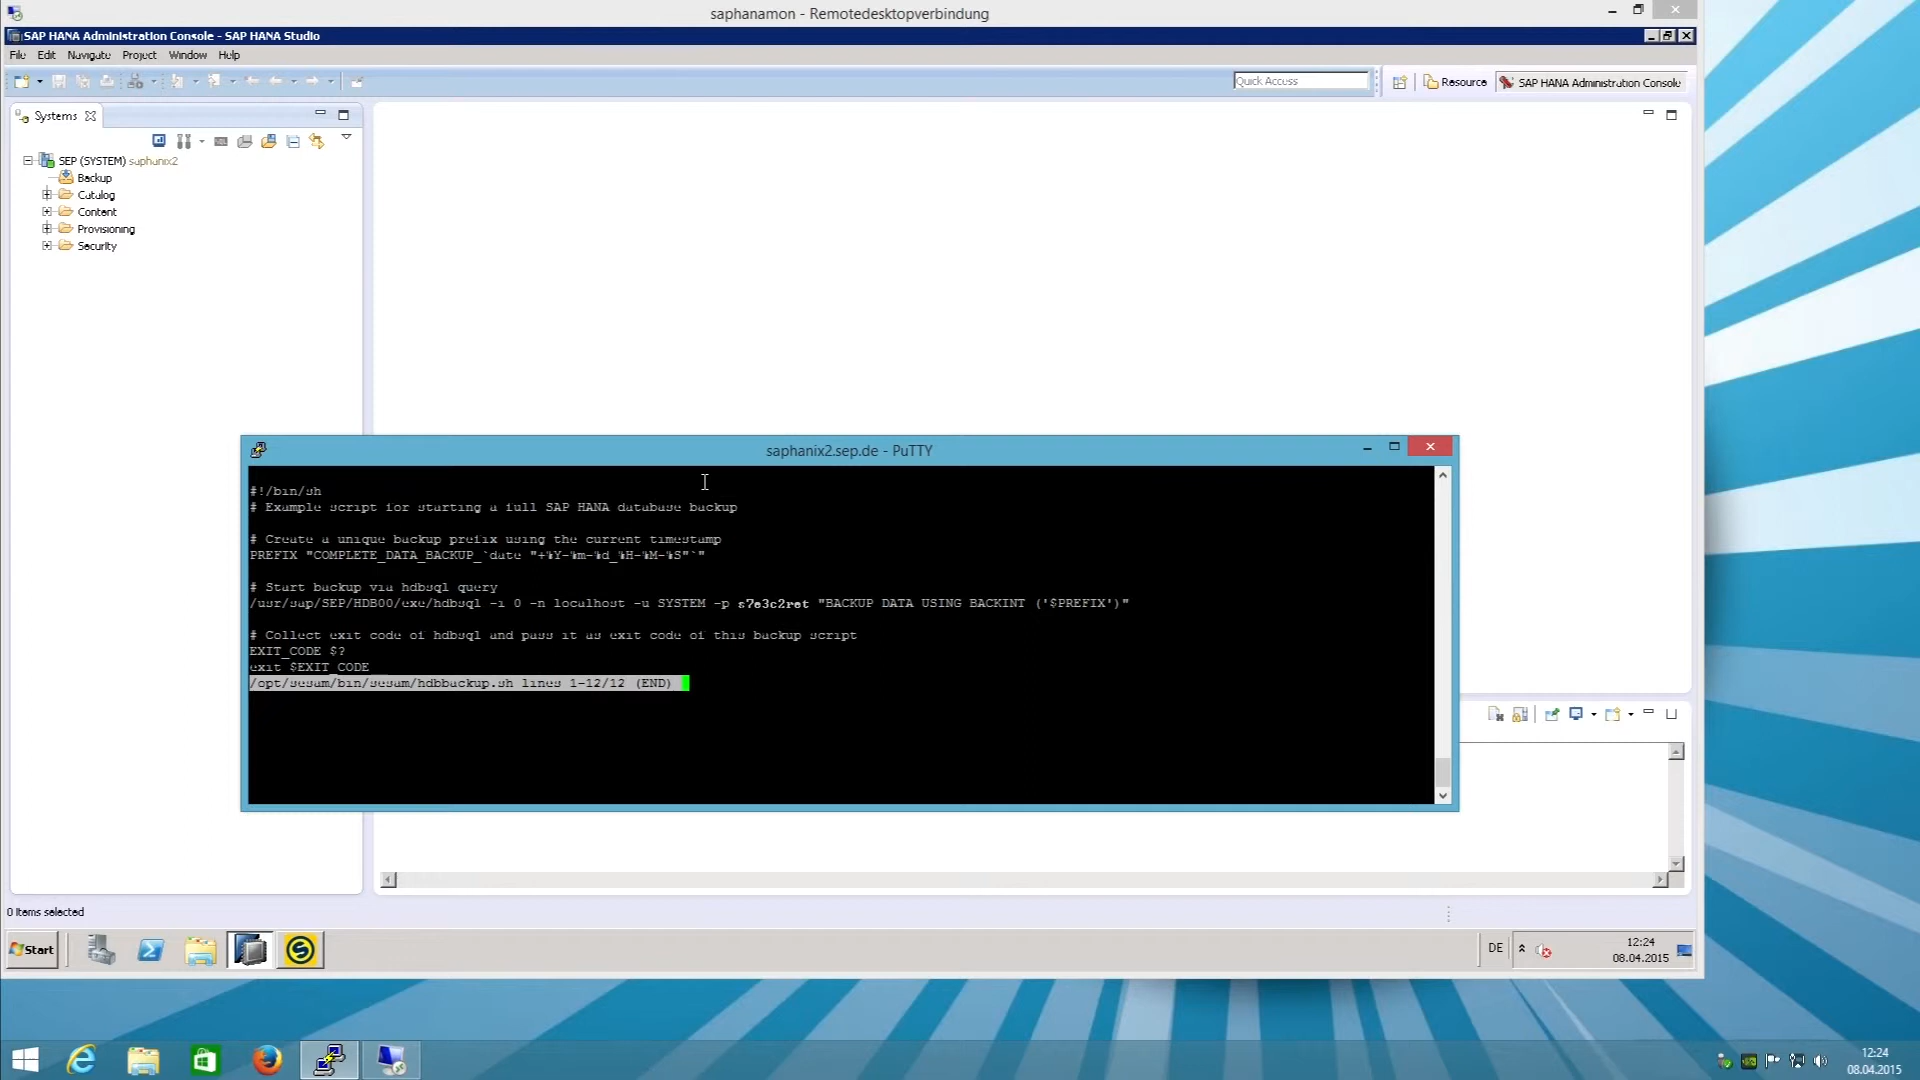 saphanamon - Remotedesktopverbindung
SAP HANA Administration Console - SAP HANA Studio
File Edit Navigate Project Window Help
Quick Access
Resource
SAP HANA Administration Console
Systems
SEP (SYSTEM) saphanix2
Backup
Catalog
Content
Provisioning
Security
saphanix2.sep.de - PuTTY
#!/bin/sh
# Example script for starting a full SAP HANA database backup
# Create a unique backup prefix using the current timestamp
PREFIX "COMPLETE_DATA_BACKUP_`date "+%Y-%m-%d_%H-%M-%S"`"
# Start backup via hdbsql query
/usr/sap/SEP/HDB00/exe/hdbsql -i 0 -n localhost -u SYSTEM -p s7e3c2ret "BACKUP DATA USING BACKINT ('$PREFIX')"
# Collect exit code of hdbsql and pass it as exit code of this backup script
EXIT_CODE $?
exit $EXIT_CODE
/opt/sesam/bin/sesam/hdbbackup.sh lines 1-12/12 (END)
0 items selected
Start
DE
12:24
08.04.2015
12:24
08.04.2015